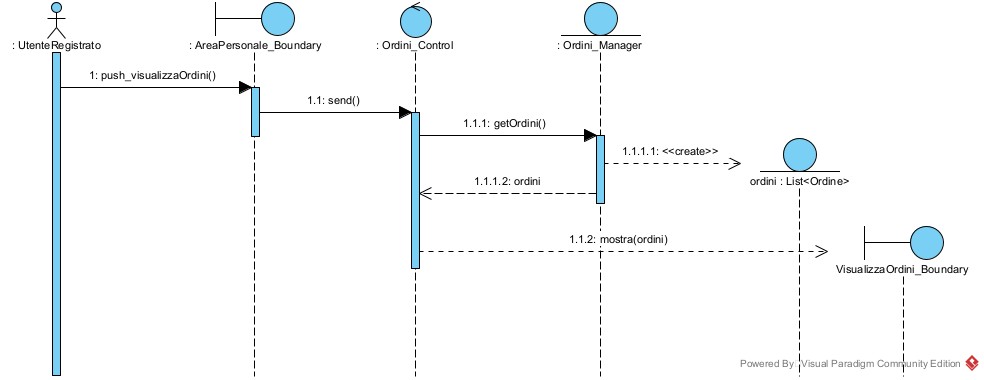 : UtenteRegistrato
: AreaPersonale_Boundary
: Ordini_Control
: Ordini_Manager
1: push_visualizzaOrdini()
1.1: send()
1.1.1: getOrdini()
1.1.1.1: <<create>>
ordini : List<Ordine>
1.1.1.2: ordini
1.1.2: mostra(ordini)
VisualizzaOrdini_Boundary
Powered By: Visual Paradigm Community Edition